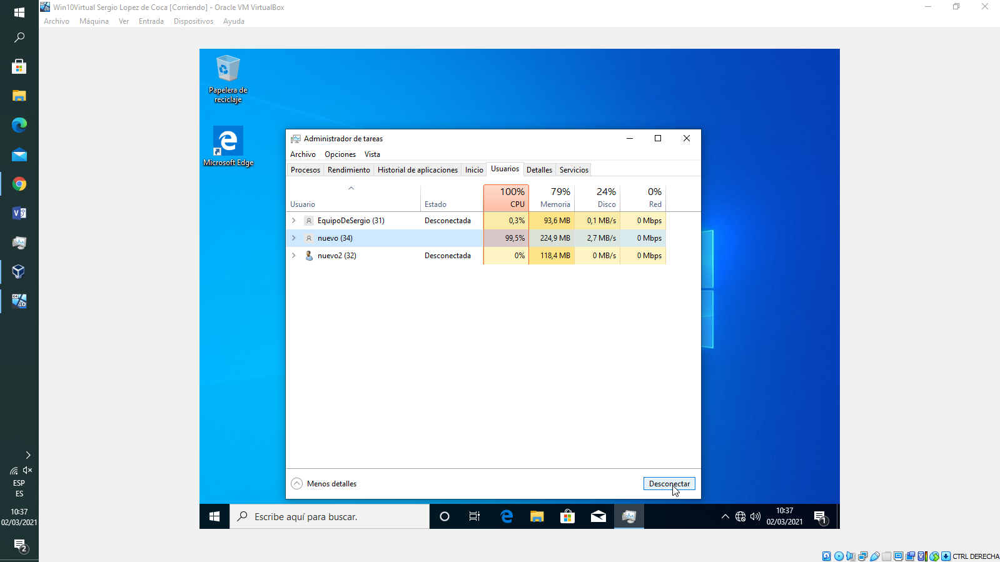 Win10Virtual Sergio Lopez de Coca [Corriendo] - Oracle VM VirtualBox
Archivo Máquina Ver Entrada Dispositivos Ayuda
Papelera de
reciclaje
Microsoft Edge
Administrador de tareas
Archivo Opciones Vista
Procesos Rendimiento Historial de aplicaciones Inicio Usuarios Detalles Servicios
100% 79% 24% 0%
Usuario Estado CPU Memoria Disco Red
EquipoDeSergio (31) Desconectada 0,3% 93,6 MB 0,1 MB/s 0 Mbps
nuevo (34) 99,5% 224,9 MB 2,7 MB/s 0 Mbps
nuevo2 (32) Desconectada 0% 118,4 MB 0 MB/s 0 Mbps
Menos detalles Desconectar
Escribe aquí para buscar.
10:37
02/03/2021
1
ESP
ES
10:37
02/03/2021
2
CTRL DERECHA